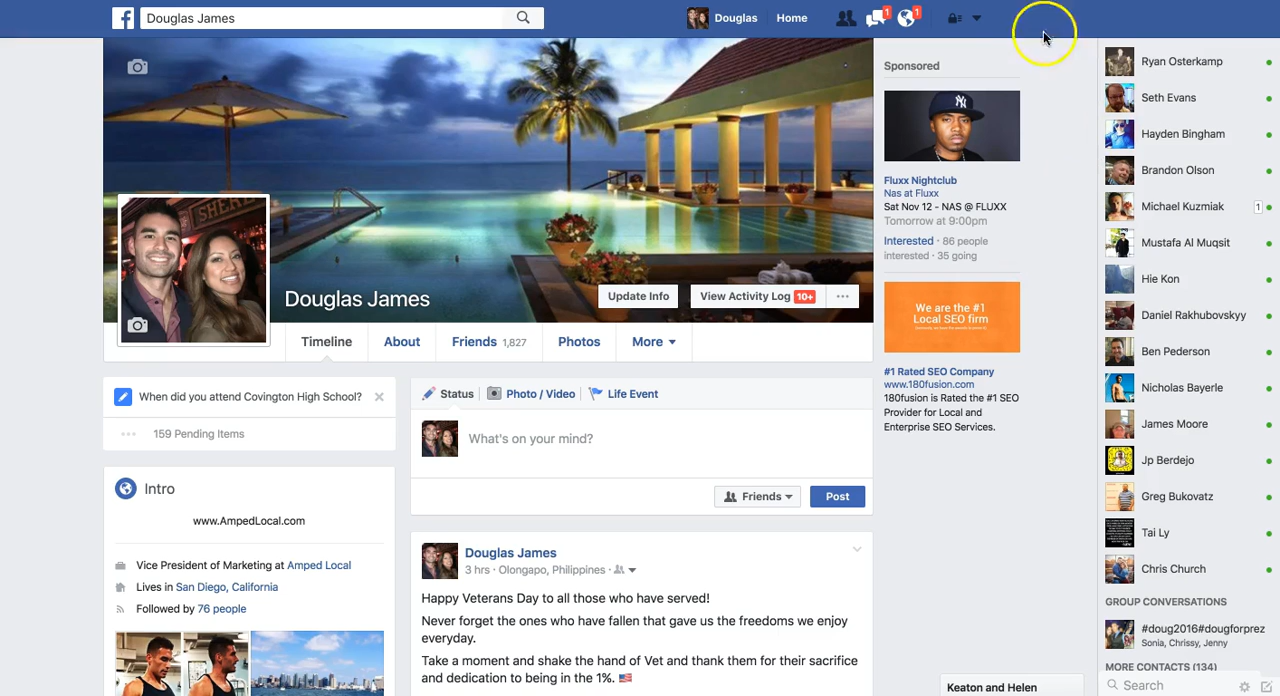 Douglas James
Douglas
Home
1
1
Douglas James
Update Info
View Activity Log 10+
Timeline
About
Friends 1,827
Photos
More
When did you attend Covington High School?
159 Pending Items
Intro
www.AmpedLocal.com
Vice President of Marketing at Amped Local
Lives in San Diego, California
Followed by 76 people
Status
Photo / Video
Life Event
What's on your mind?
Friends
Post
Douglas James
3 hrs · Olongapo, Philippines ·
Happy Veterans Day to all those who have served!
Never forget the ones who have fallen that gave us the freedoms we enjoy
everyday.
Take a moment and shake the hand of Vet and thank them for their sacrifice
and dedication to being in the 1%. 🇺🇸
Sponsored
Fluxx Nightclub
Nas at Fluxx
Sat Nov 12 - NAS @ FLUXX
Tomorrow at 9:00pm
Interested · 86 people
interested · 35 going
We are the #1
Local SEO firm
#1 Rated SEO Company
www.180fusion.com
180fusion is Rated the #1 SEO
Provider for Local and
Enterprise SEO Services.
Ryan Osterkamp
Seth Evans
Hayden Bingham
Brandon Olson
Michael Kuzmiak 1
Mustafa Al Muqsit
Hie Kon
Daniel Rakhubovskyy
Ben Pederson
Nicholas Bayerle
James Moore
Jp Berdejo
Greg Bukovatz
Tai Ly
Chris Church
GROUP CONVERSATIONS
#doug2016#dougforprez
Sonia, Chrissy, Jenny
MORE CONTACTS (134)
Search
Keaton and Helen